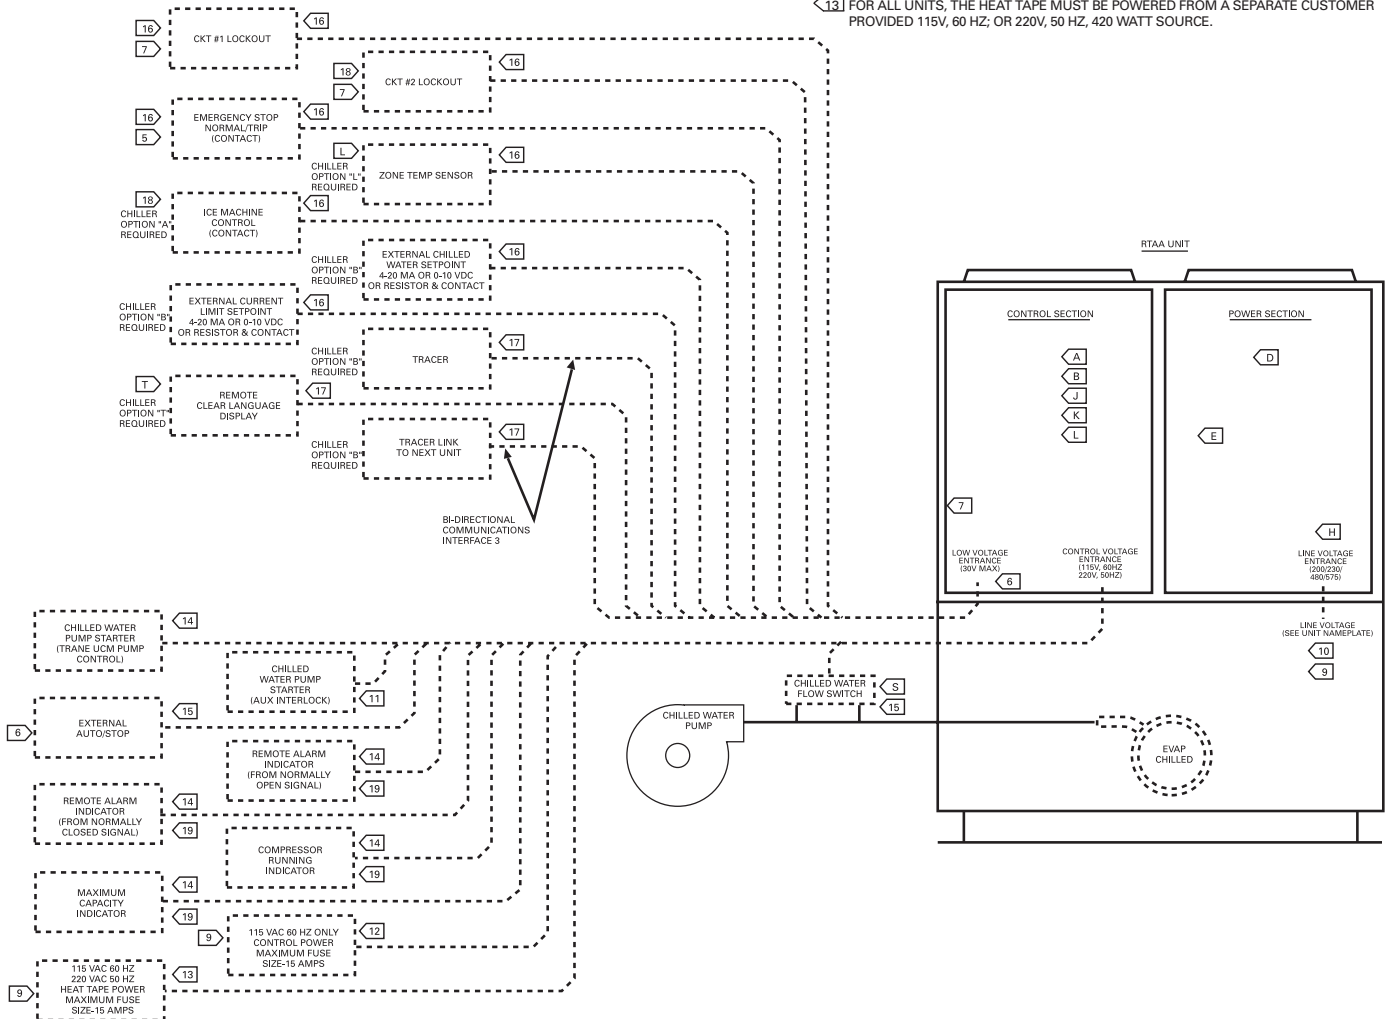 13 FOR ALL UNITS, THE HEAT TAPE MUST BE POWERED FROM A SEPARATE CUSTOMER
PROVIDED 115V, 60 HZ; OR 220V, 50 HZ, 420 WATT SOURCE.
16
7
CKT #1 LOCKOUT
16
18
7
CKT #2 LOCKOUT
16
16
5
EMERGENCY STOP
NORMAL/TRIP
(CONTACT)
16
L
CHILLER
OPTION "L"
REQUIRED
ZONE TEMP SENSOR
16
18
CHILLER
OPTION "A"
REQUIRED
ICE MACHINE
CONTROL
(CONTACT)
16
CHILLER
OPTION "B"
REQUIRED
EXTERNAL CHILLED
WATER SETPOINT
4-20 MA OR 0-10 VDC
OR RESISTOR & CONTACT
16
CHILLER
OPTION "B"
REQUIRED
EXTERNAL CURRENT
LIMIT SETPOINT
4-20 MA OR 0-10 VDC
OR RESISTOR & CONTACT
16
CHILLER
OPTION "B"
REQUIRED
TRACER
17
T
CHILLER
OPTION "T"
REQUIRED
REMOTE
CLEAR LANGUAGE
DISPLAY
17
CHILLER
OPTION "B"
REQUIRED
TRACER LINK
TO NEXT UNIT
17
BI-DIRECTIONAL
COMMUNICATIONS
INTERFACE 3
RTAA UNIT
CONTROL SECTION
A
B
J
K
L
7
LOW VOLTAGE
ENTRANCE
(30V MAX)
6
CONTROL VOLTAGE
ENTRANCE
(115V, 60HZ
220V, 50HZ)
POWER SECTION
D
E
H
LINE VOLTAGE
ENTRANCE
(200/230/
480/575)
LINE VOLTAGE
(SEE UNIT NAMEPLATE)
10
9
CHILLED WATER
PUMP STARTER
(TRANE UCM PUMP
CONTROL)
14
CHILLED
WATER PUMP
STARTER
(AUX INTERLOCK)
11
6
EXTERNAL
AUTO/STOP
15
REMOTE ALARM
INDICATOR
(FROM NORMALLY
OPEN SIGNAL)
14
19
REMOTE ALARM
INDICATOR
(FROM NORMALLY
CLOSED SIGNAL)
14
19
COMPRESSOR
RUNNING
INDICATOR
14
19
MAXIMUM
CAPACITY
INDICATOR
14
19
9
115 VAC 60 HZ ONLY
CONTROL POWER
MAXIMUM FUSE
SIZE-15 AMPS
12
9
115 VAC 60 HZ
220 VAC 50 HZ
HEAT TAPE POWER
MAXIMUM FUSE
SIZE-15 AMPS
13
CHILLED WATER
FLOW SWITCH
S
15
CHILLED WATER
PUMP
EVAP
CHILLED